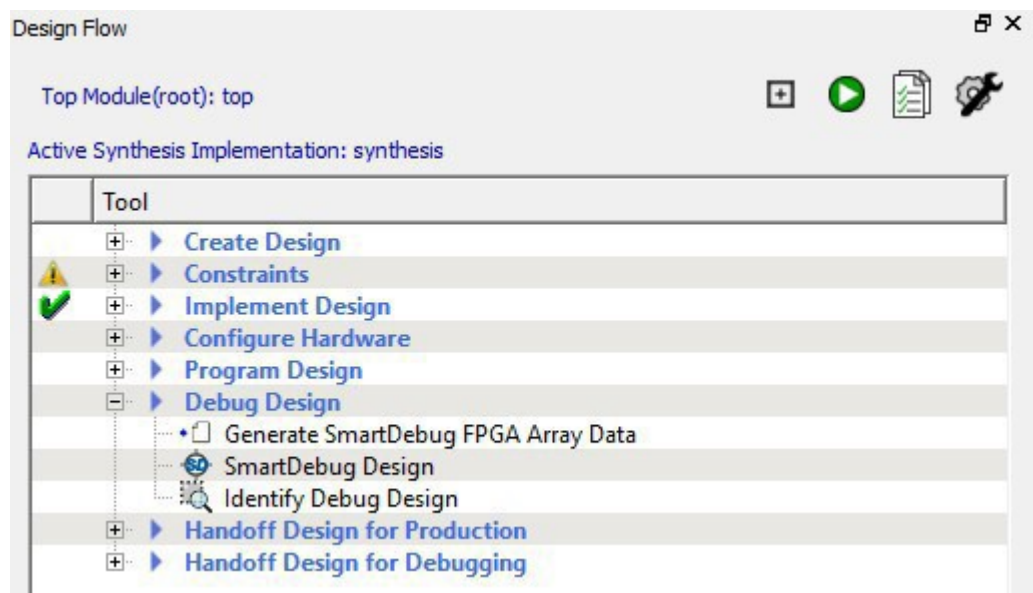 Design Flow
Top Module(root): top
Active Synthesis Implementation: synthesis
Tool
Create Design
Constraints
Implement Design
Configure Hardware
Program Design
Debug Design
Generate SmartDebug FPGA Array Data
SD SmartDebug Design
Identify Debug Design
Handoff Design for Production
Handoff Design for Debugging